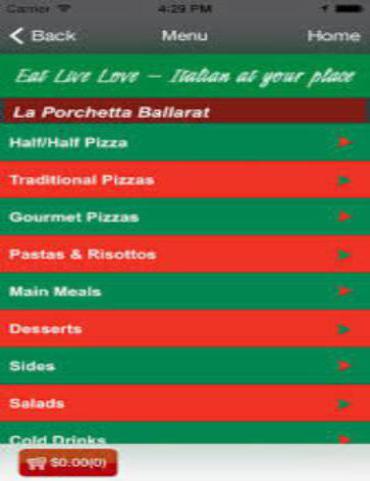 Carrier 4:29 PM
Back Menu Home
Eat Live Love – Italian at your place
La Porchetta Ballarat
Half/Half Pizza
Traditional Pizzas
Gourmet Pizzas
Pastas & Risottos
Main Meals
Desserts
Sides
Salads
Cold Drinks
$0.00(0)